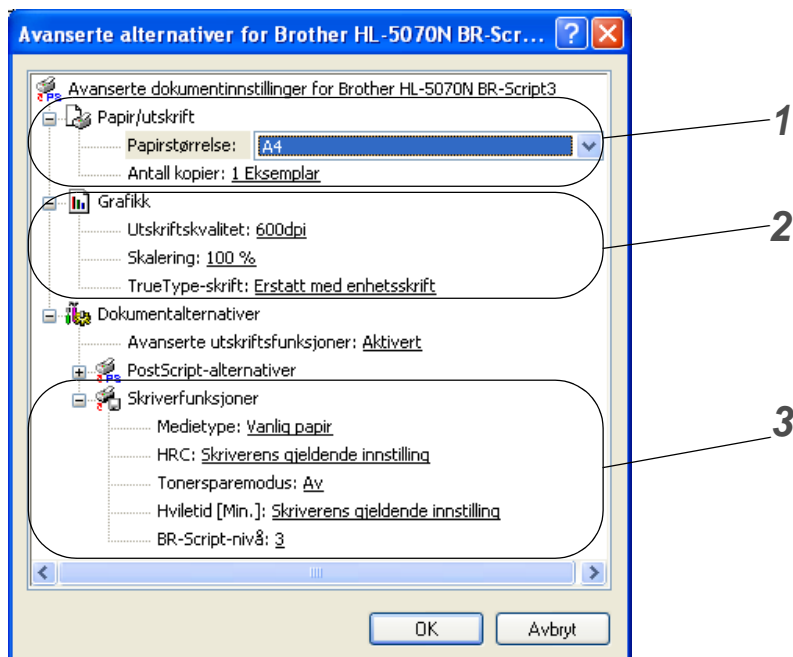 Avanserte alternativer for Brother HL-5070N BR-Scr...
Avanserte dokumentinnstillinger for Brother HL-5070N BR-Script3
Papir/utskrift
Papirstørrelse: A4
Antall kopier: 1 Eksemplar
1
Grafikk
Utskriftskvalitet: 600dpi
Skalering: 100 %
TrueType-skrift: Erstatt med enhetsskrift
2
Dokumentalternativer
Avanserte utskriftsfunksjoner: Aktivert
PS PostScript-alternativer
Skriverfunksjoner
Medietype: Vanlig papir
HRC: Skriverens gjeldende innstilling
Tonersparemodus: Av
Hviletid [Min.]: Skriverens gjeldende innstilling
BR-Script-nivå: 3
3
OK Avbryt